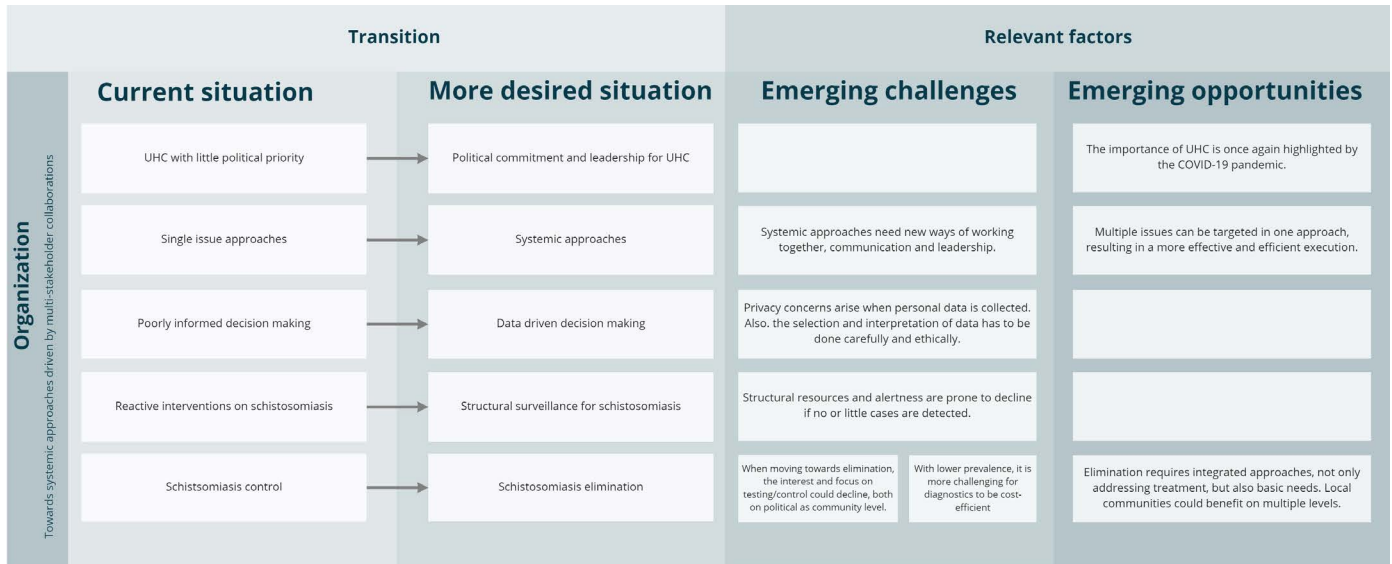 Transition
Relevant factors
Current situation
More desired situation
Emerging challenges
Emerging opportunities
Organization
Towards systemic approaches driven by multi-stakeholder collaborations
UHC with little political priority
Political commitment and leadership for UHC
The importance of UHC is once again highlighted by
the COVID-19 pandemic.
Single issue approaches
Systemic approaches
Systemic approaches need new ways of working
together, communication and leadership.
Multiple issues can be targeted in one approach,
resulting in a more effective and efficient execution.
Poorly informed decision making
Data driven decision making
Privacy concerns arise when personal data is collected.
Also. the selection and interpretation of data has to be
done carefully and ethically.
Reactive interventions on schistosomiasis
Structural surveillance for schistosomiasis
Structural resources and alertness are prone to decline
if no or little cases are detected.
Schistsomiasis control
Schistosomiasis elimination
When moving towards elimination,
the interest and focus on
testing/control could decline, both
on political as community level.
With lower prevalence, it is
more challenging for
diagnostics to be cost-
efficient
Elimination requires integrated approaches, not only
addressing treatment, but also basic needs. Local
communities could benefit on multiple levels.